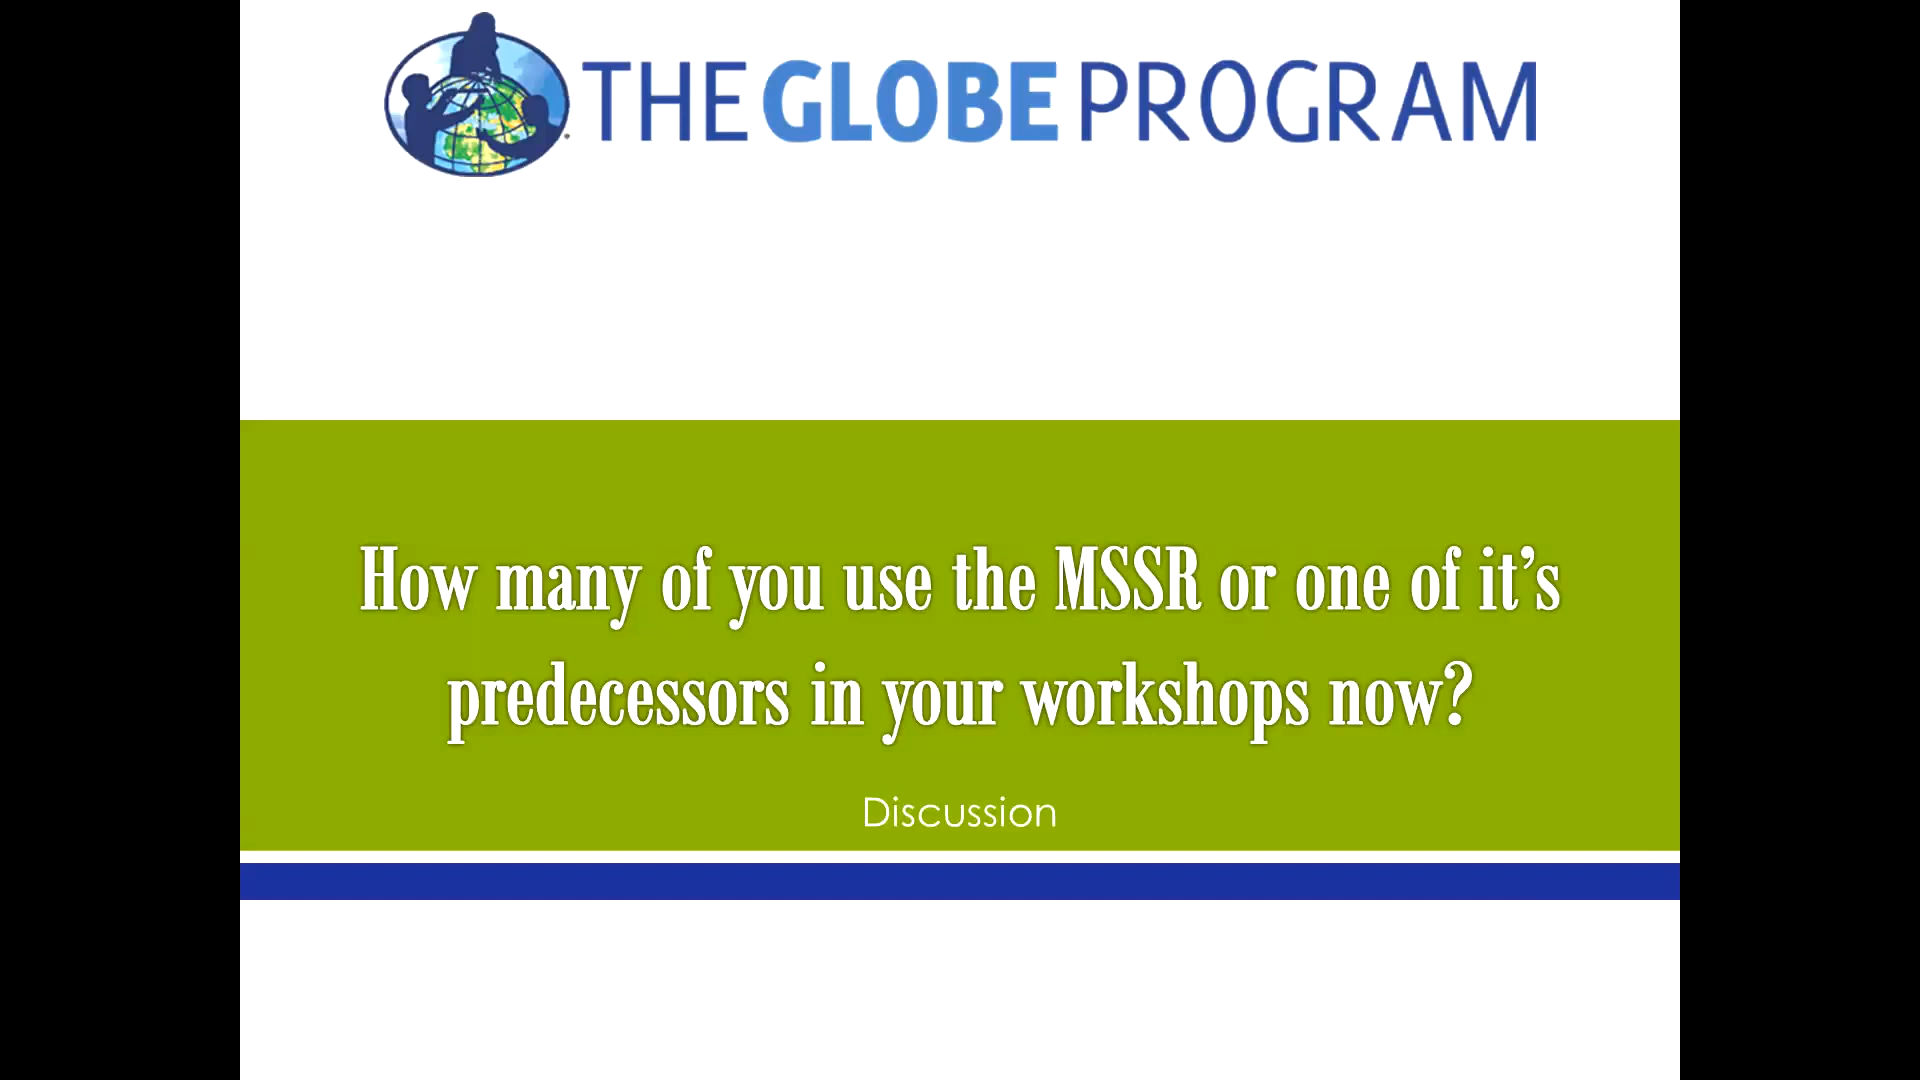 THE GLOBE PROGRAM
How many of you use the MSSR or one of it’s
predecessors in your workshops now?
Discussion